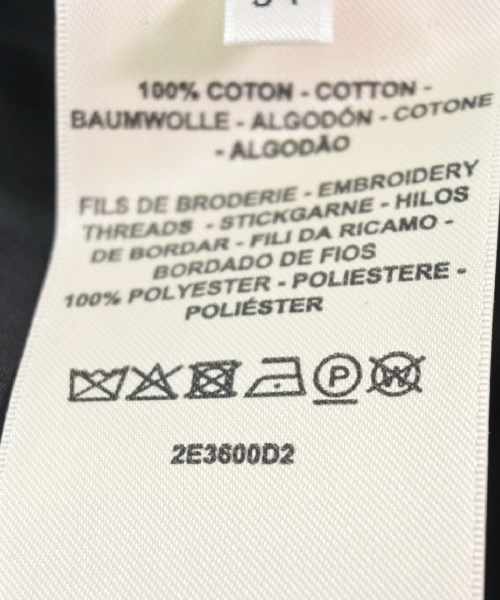 100% COTON - COTTON -
BAUMWOLLE - ALGODÓN - COTONE
- ALGODÃO
FILS DE BRODERIE - EMBROIDERY
THREADS - STICKGARNE - HILOS
DE BORDAR - FILI DA RICAMO -
BORDADO DE FIOS
100% POLYESTER - POLIESTERE -
POLIÉSTER
P W
2E3600D2